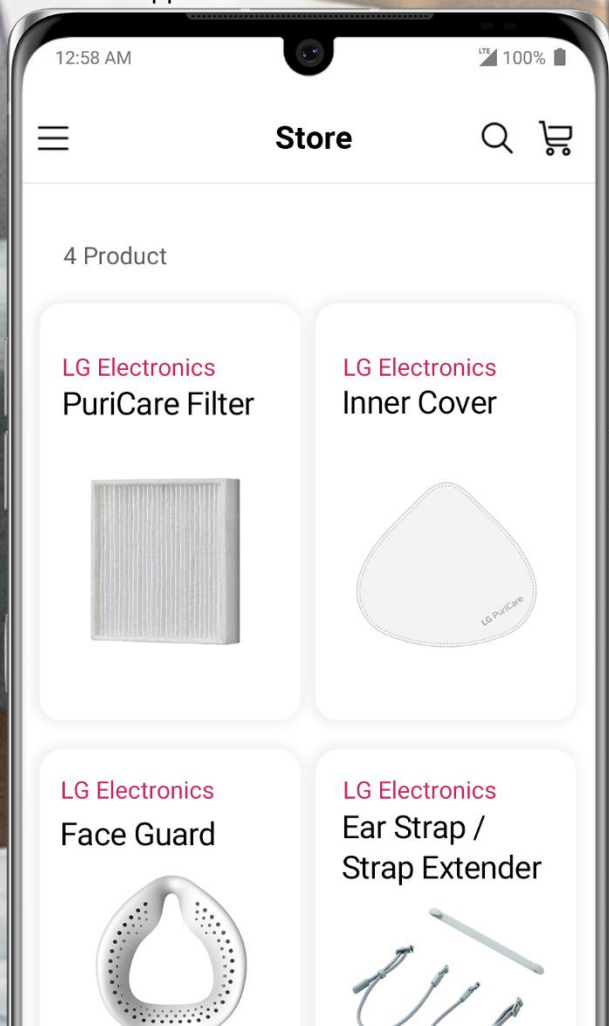 12:58 AM
LTE
100%
Store
4 Product
LG Electronics
PuriCare Filter
LG Electronics
Inner Cover
LG PuriCare
LG Electronics
Face Guard
LG Electronics
Ear Strap /
Strap Extender